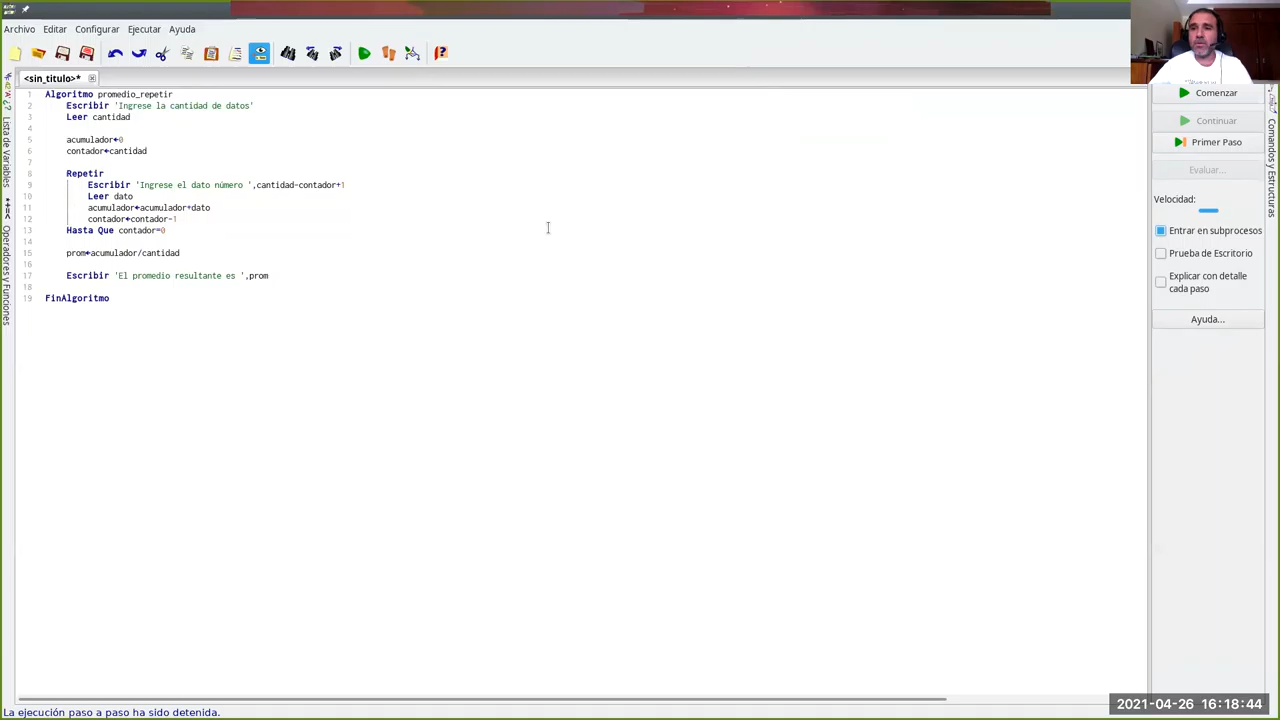 Archivo Editar Configurar Ejecutar Ayuda
<sin_titulo>*
1 Algoritmo promedio_repetir
2 Escribir 'Ingrese la cantidad de datos'
3 Leer cantidad
4
5 acumulador←0
6 contador←cantidad
7
8 Repetir
9 Escribir 'Ingrese el dato número ',cantidad-contador+1
10 Leer dato
11 acumulador←acumulador+dato
12 contador←contador-1
13 Hasta Que contador=0
14
15 prom←acumulador/cantidad
16
17 Escribir 'El promedio resultante es ',prom
18
19 FinAlgoritmo
Lista de Variables
Operadores y Funciones
Comenzar
Continuar
Primer Paso
Evaluar...
Velocidad:
Entrar en subprocesos
Prueba de Escritorio
Explicar con detalle
cada paso
Ayuda...
Comandos y Estructuras
La ejecución paso a paso ha sido detenida.
2021-04-26 16:18:44